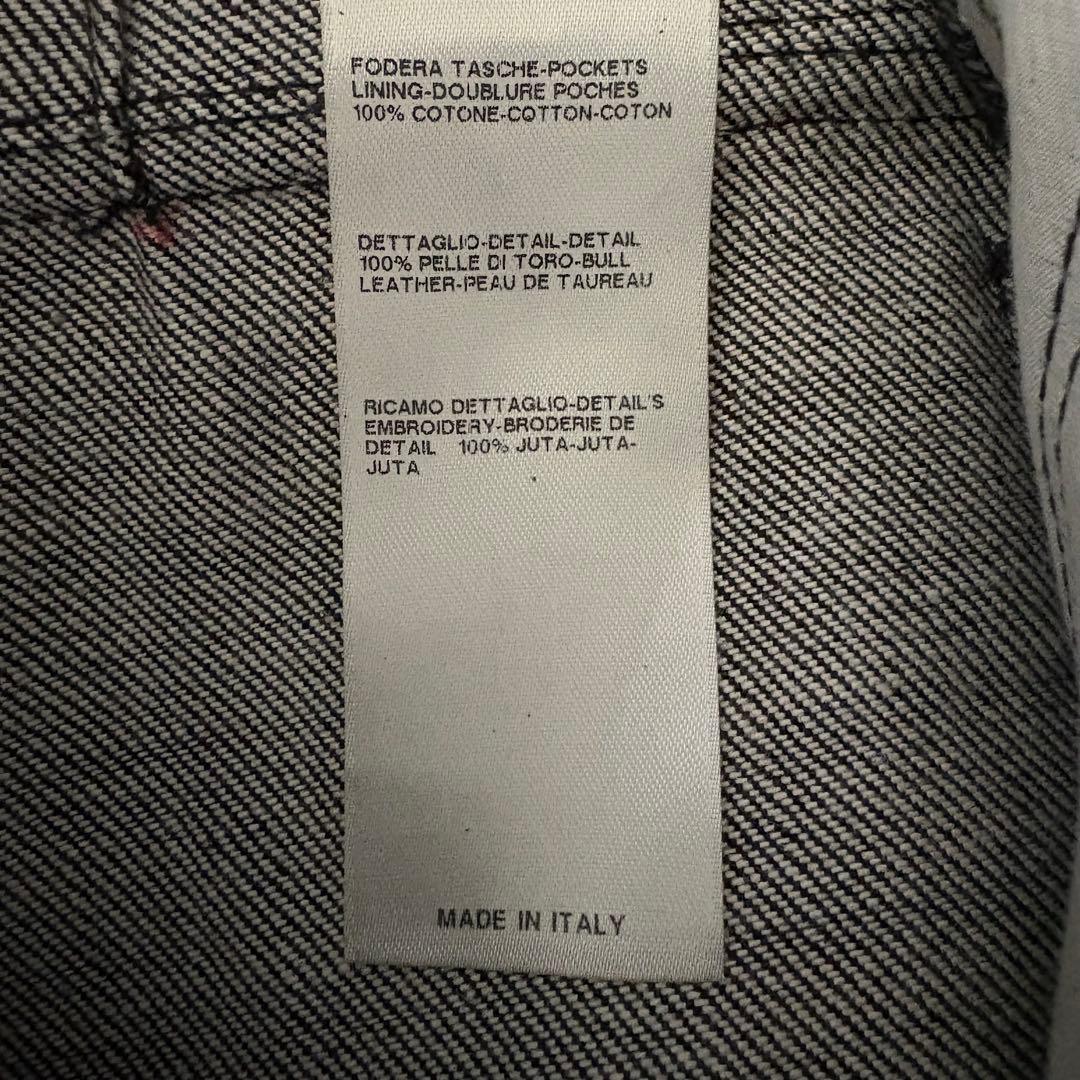 FODERA TASCHE-POCKETS
LINING-DOUBLURE POCHES
100% COTONE-COTTON-COTON
DETTAGLIO-DETAIL-DETAIL
100% PELLE DI TORO-BULL
LEATHER-PEAU DE TAUREAU
RICAMO DETTAGLIO-DETAIL'S
EMBROIDERY-BRODERIE DE
DETAIL 100% JUTA-JUTA-
JUTA
MADE IN ITALY